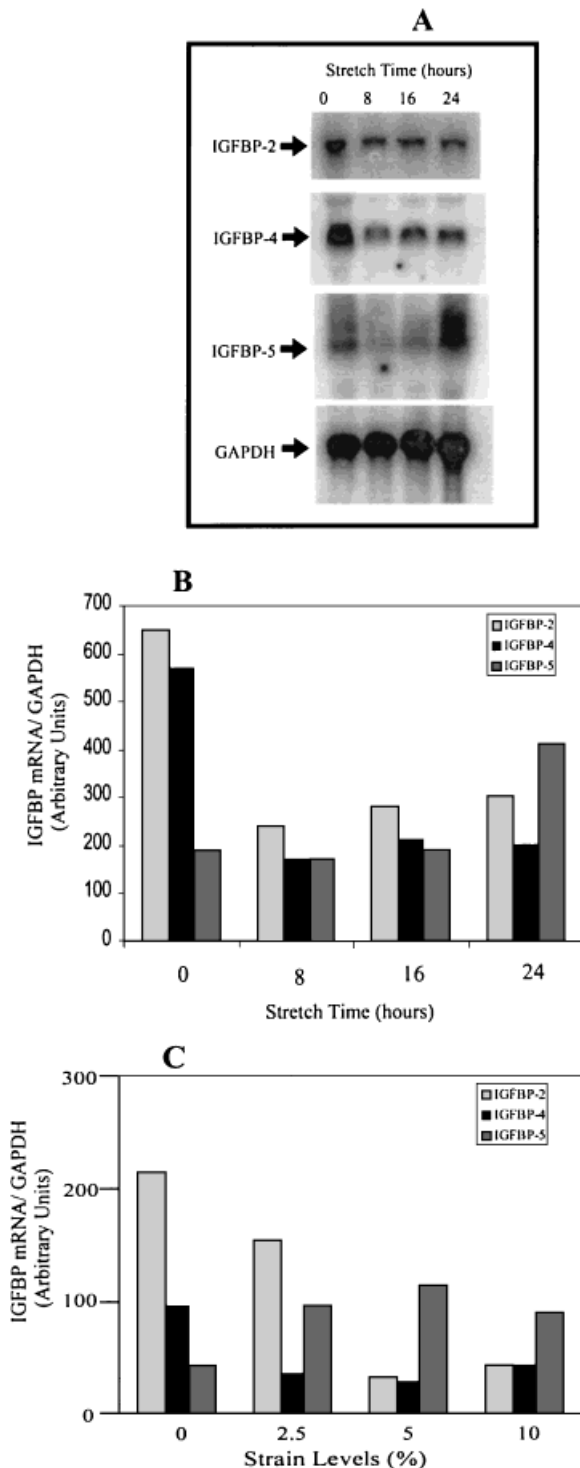 A
Stretch Time (hours)
0 8 16 24
IGFBP-2
IGFBP-4
IGFBP-5
GAPDH
B
700
600
500
400
300
200
100
0
IGFBP mRNA/ GAPDH
(Arbitrary Units)
IGFBP-2
IGFBP-4
IGFBP-5
0 8 16 24
Stretch Time (hours)
C
300
200
100
0
IGFBP mRNA/ GAPDH
(Arbitrary Units)
IGFBP-2
IGFBP-4
IGFBP-5
0 2.5 5 10
Strain Levels (%)